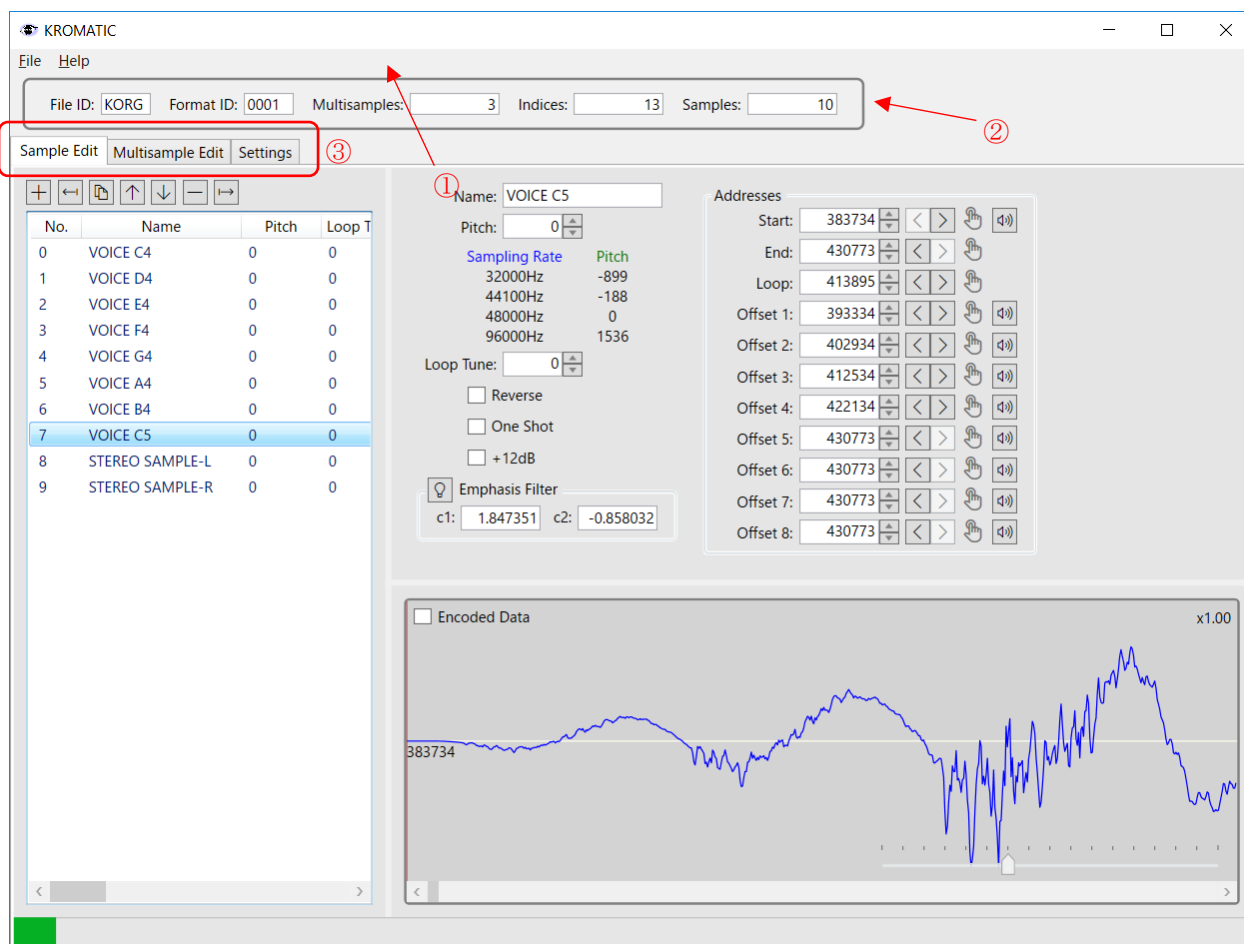 KROMATIC
File Help
File ID: KORG Format ID: 0001 Multisamples: 3 Indices: 13 Samples: 10
②
Sample Edit Multisample Edit Settings ③
①
No. Name Pitch Loop T
0 VOICE C4 0 0
1 VOICE D4 0 0
2 VOICE E4 0 0
3 VOICE F4 0 0
4 VOICE G4 0 0
5 VOICE A4 0 0
6 VOICE B4 0 0
7 VOICE C5 0 0
8 STEREO SAMPLE-L 0 0
9 STEREO SAMPLE-R 0 0
Name: VOICE C5
Pitch: 0
Sampling Rate Pitch
32000Hz -899
44100Hz -188
48000Hz 0
96000Hz 1536
Loop Tune: 0
Reverse
One Shot
+12dB
Emphasis Filter
c1: 1.847351 c2: -0.858032
Addresses
Start: 383734
End: 430773
Loop: 413895
Offset 1: 393334
Offset 2: 402934
Offset 3: 412534
Offset 4: 422134
Offset 5: 430773
Offset 6: 430773
Offset 7: 430773
Offset 8: 430773
Encoded Data x1.00
383734